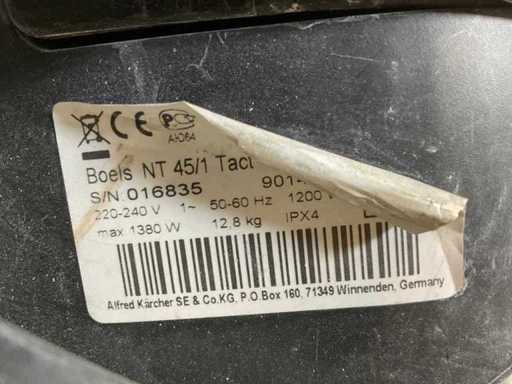 CE
Boels NT 45/1 Tact
S/N 016835 901-
220-240 V 1~ 50-60 Hz 1200
max 1380 W 12,8 kg IPX4
Alfred Kärcher SE & Co.KG, P.O.Box 160, 71349 Winnenden, Germany